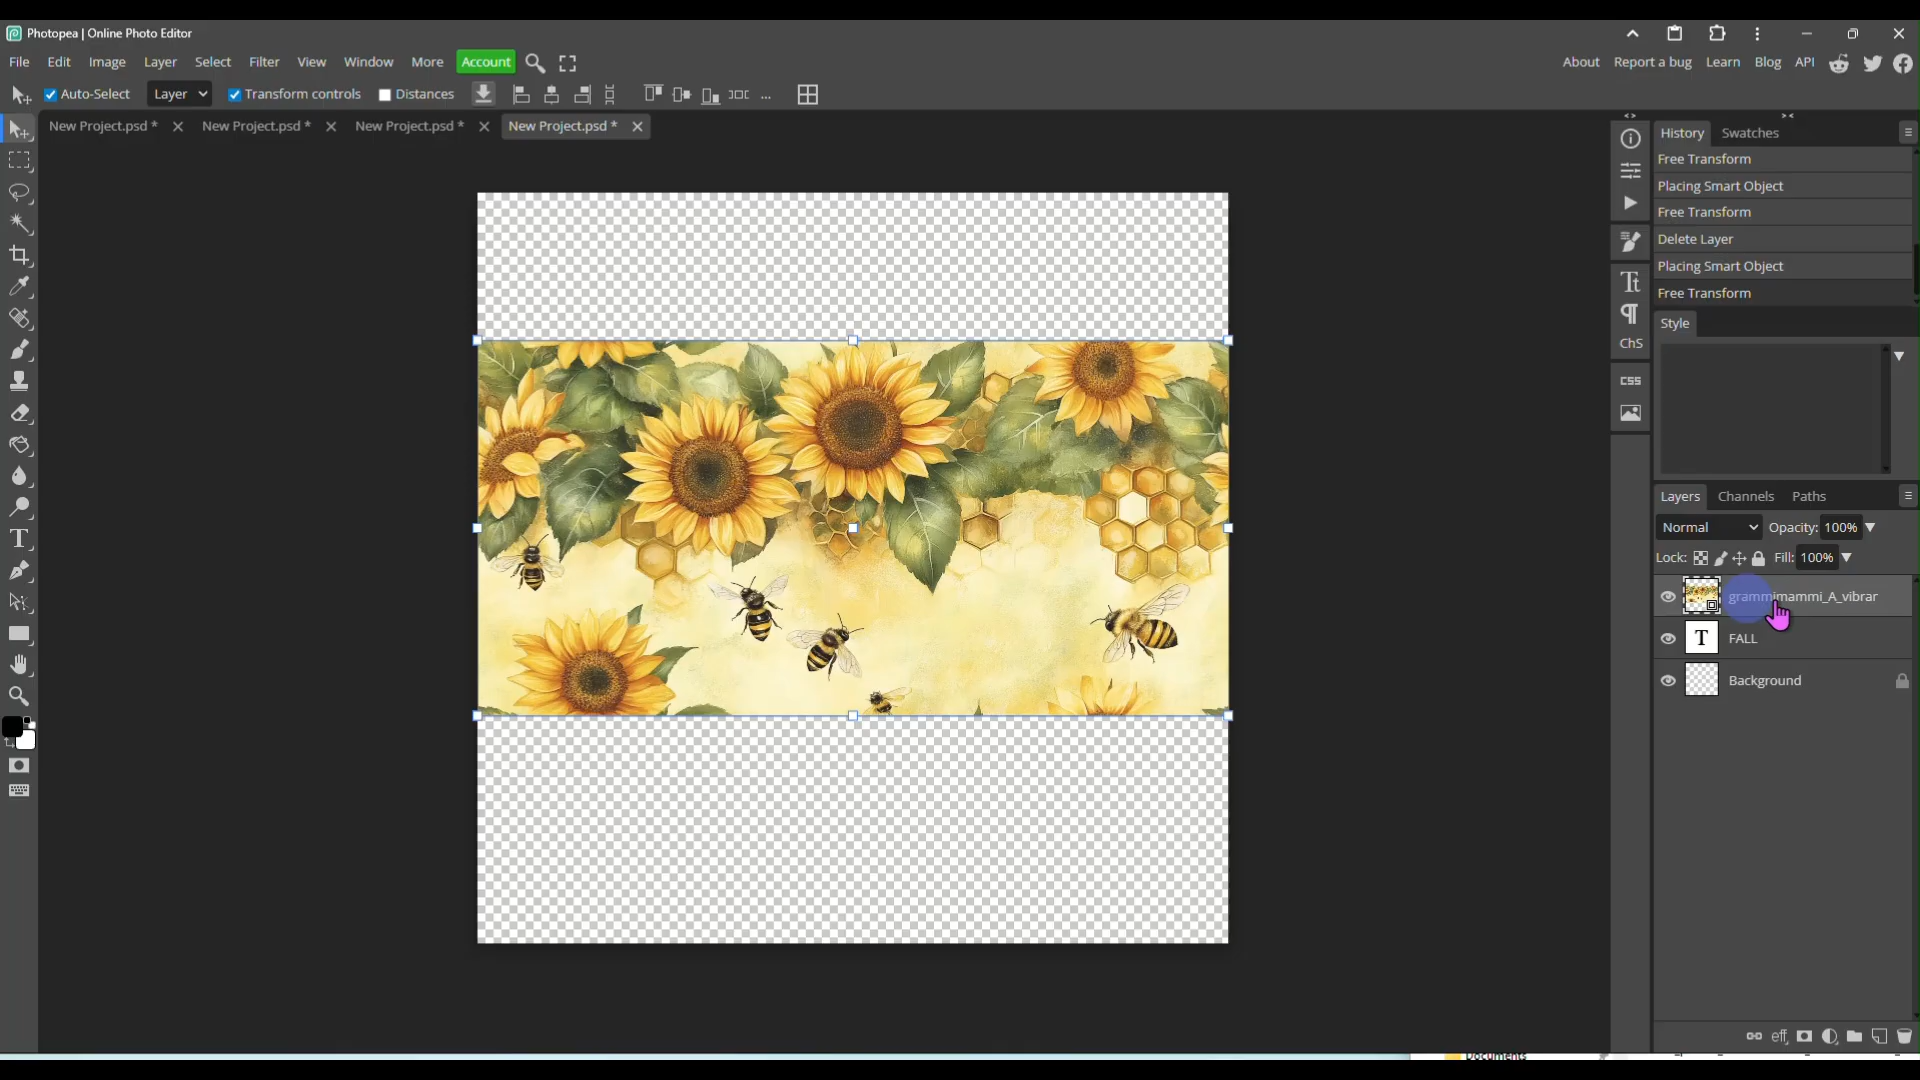 Photopea | Online Photo Editor
File Edit Image Layer Select Filter View Window More Account
About Report a bug Learn Blog API
Auto-Select Layer Transform controls Distances ...
New Project.psd * New Project.psd * New Project.psd * New Project.psd *
History Swatches
Free Transform
Placing Smart Object
Free Transform
Delete Layer
Placing Smart Object
Free Transform
Style
ChS
CSS
Layers Channels Paths
Normal Opacity: 100%
Lock: Fill: 100%
grammimammi_A_vibrar
T FALL
Background
eff
Documents